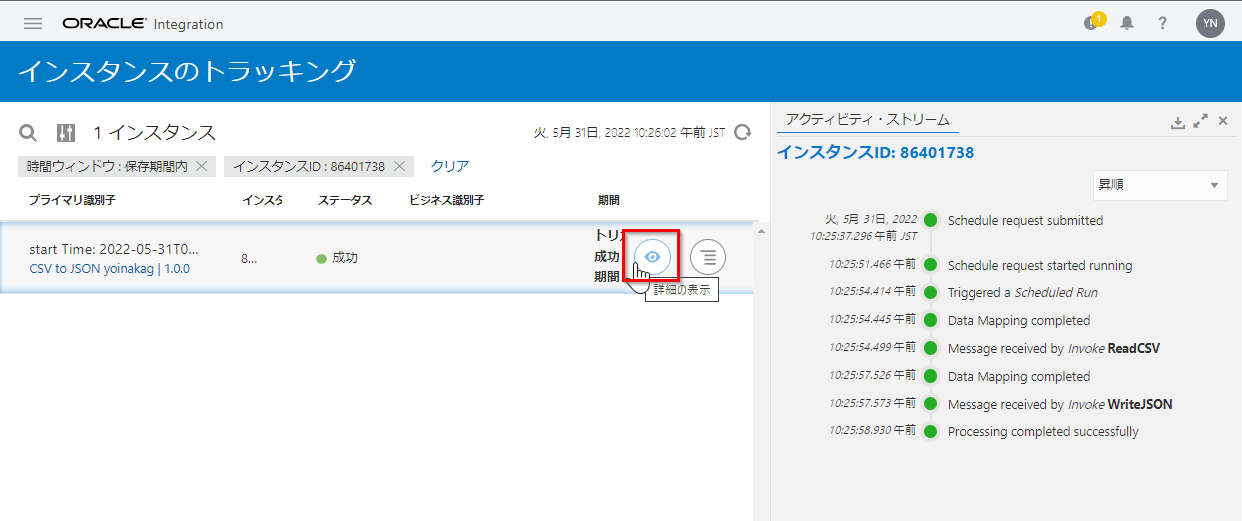 ORACLE Integration
1
YN
インスタンスのトラッキング
1 インスタンス
火, 5月 31日, 2022 10:26:02 午前 JST
時間ウィンドウ : 保存期間内
インスタンスID : 86401738
クリア
プライマリ識別子
インスタ
ステータス
ビジネス識別子
期間
start Time: 2022-05-31T0...
CSV to JSON yoinakag | 1.0.0
8...
成功
トリガ
成功
期間
詳細の表示
アクティビティ・ストリーム
インスタンスID: 86401738
昇順
火, 5月 31日, 2022
10:25:37.296 午前 JST
Schedule request submitted
10:25:51.466 午前 Schedule request started running
10:25:54.414 午前 Triggered a Scheduled Run
10:25:54.445 午前 Data Mapping completed
10:25:54.499 午前 Message received by Invoke ReadCSV
10:25:57.526 午前 Data Mapping completed
10:25:57.573 午前 Message received by Invoke WriteJSON
10:25:58.930 午前 Processing completed successfully